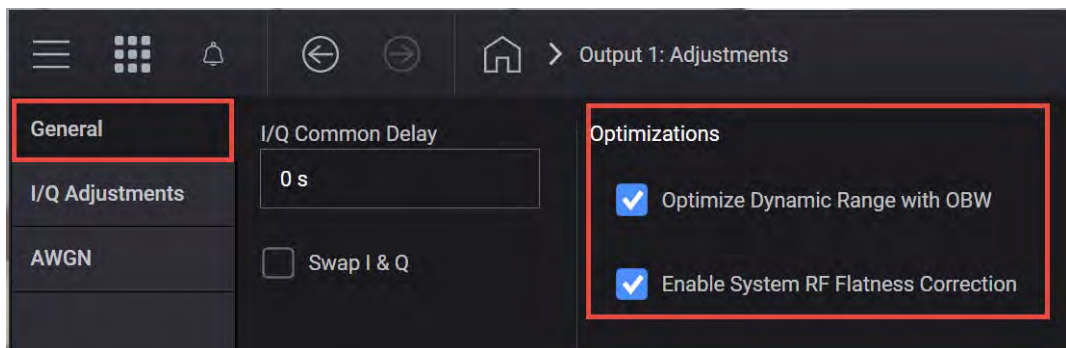 Output 1: Adjustments
General
I/Q Adjustments
AWGN
I/Q Common Delay
0 s
Swap I & Q
Optimizations
Optimize Dynamic Range with OBW
Enable System RF Flatness Correction